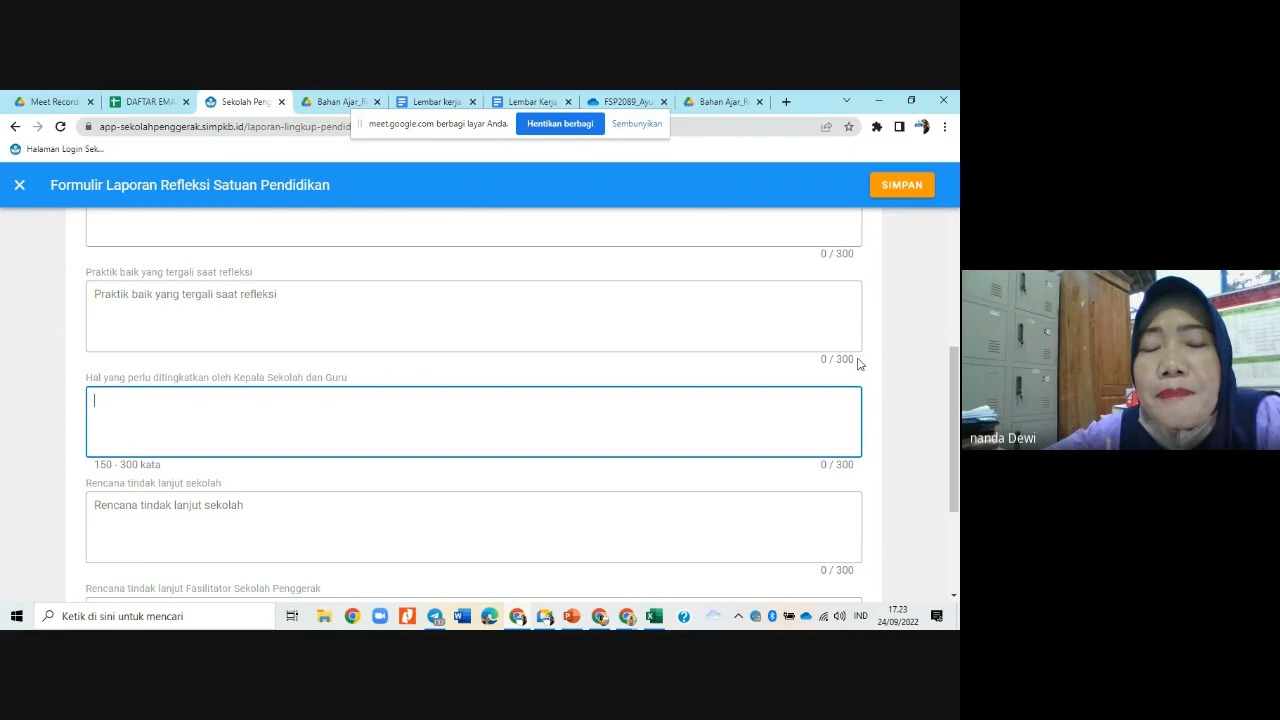 Meet Record
DAFTAR EMA
Sekolah Peng
Bahan Ajar_R
Lembar kerja
Lembar Kerja
FSP2089_Ayu
Bahan Ajar_R
app-sekolahpenggerak.simpkb.id/laporan-lingkup-pendid
meet.google.com berbagi layar Anda.
Hentikan berbagi
Sembunyikan
Halaman Login Sek...
Formulir Laporan Refleksi Satuan Pendidikan
SIMPAN
0 / 300
Praktik baik yang tergali saat refleksi
Praktik baik yang tergali saat refleksi
0 / 300
Hal yang perlu ditingkatkan oleh Kepala Sekolah dan Guru
150 - 300 kata
0 / 300
Rencana tindak lanjut sekolah
Rencana tindak lanjut sekolah
0 / 300
Rencana tindak lanjut Fasilitator Sekolah Penggerak
nanda Dewi
Ketik di sini untuk mencari
IND
17.23
24/09/2022